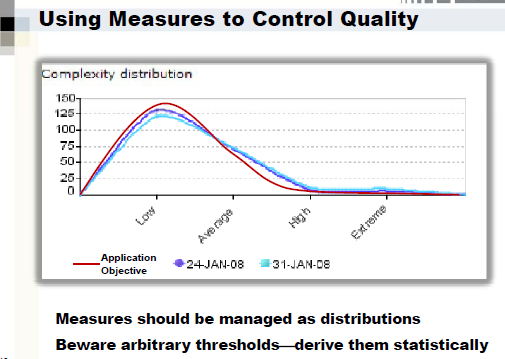 Using Measures to Control Quality
Complexity distribution
150
125
100
75
50
25
0
Low
Average
High
Extreme
Application
Objective
24-JAN-08
31-JAN-08
Measures should be managed as distributions
Beware arbitrary thresholds—derive them statistically